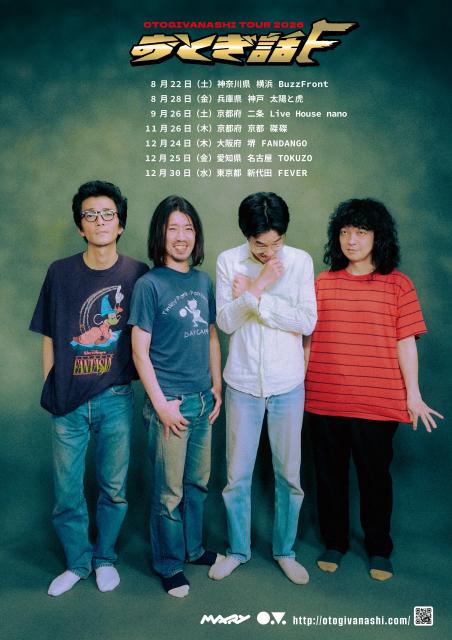 OTOGIVANASHI TOUR 2026
おとぎ話F
8月22日（土）神奈川県 横浜 BuzzFront
8月28日（金）兵庫県 神戸 太陽と虎
9月26日（土）京都府 二条 Live House nano
11月26日（木）京都府 京都 磔磔
12月24日（木）大阪府 堺 FANDANGO
12月25日（金）愛知県 名古屋 TOKUZO
12月30日（水）東京都 新代田 FEVER
DAYCAMP
FANTASIA
MARY O.V. http://otogivanashi.com/